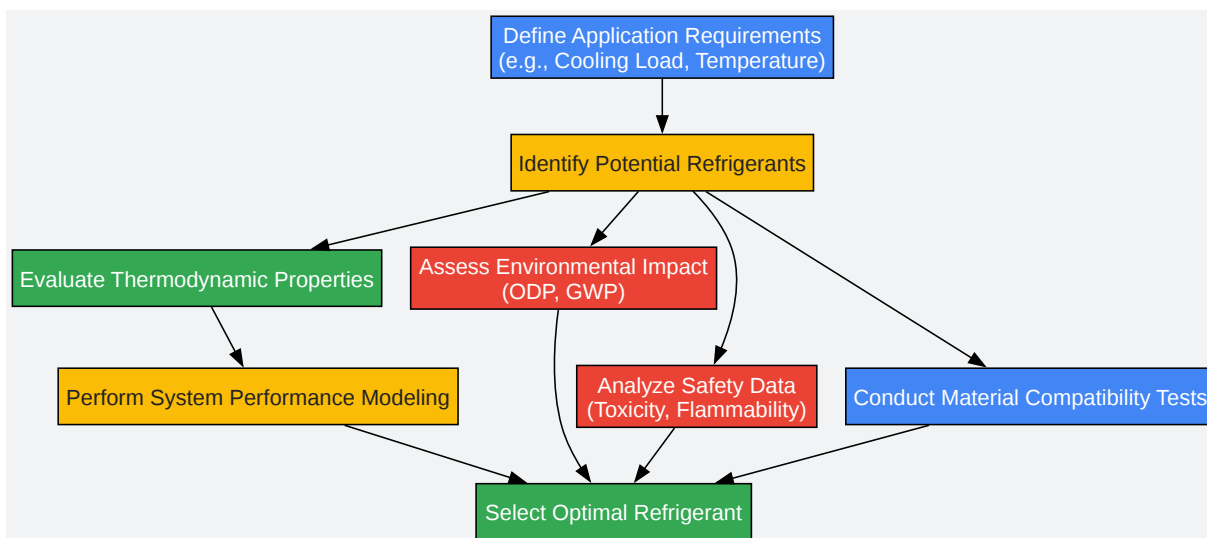 Define Application Requirements
(e.g., Cooling Load, Temperature)
Identify Potential Refrigerants
Evaluate Thermodynamic Properties
Assess Environmental Impact
(ODP, GWP)
Perform System Performance Modeling
Analyze Safety Data
(Toxicity, Flammability)
Conduct Material Compatibility Tests
Select Optimal Refrigerant